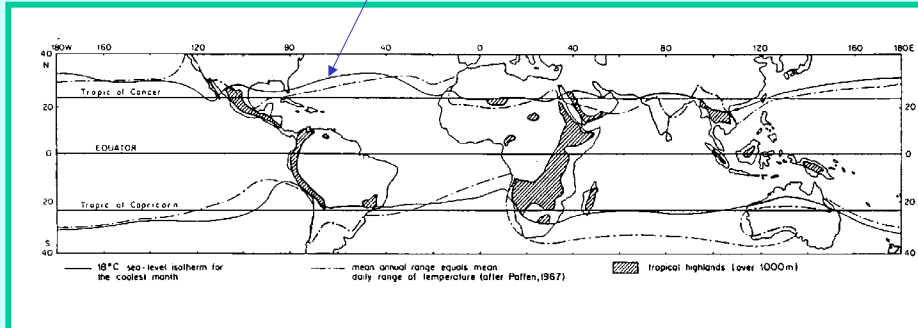 180W 120 80 40 0 40 80 120 160 180E
40 40
N
Tropic of Cancer
20 20
EQUATOR
0 0
Tropic of Capricorn
20 20
S
40 40
18°C sea-level isotherm for the coolest month
mean annual range equals mean daily range of temperature (after Paffen, 1967)
tropical highlands (over 1000m)